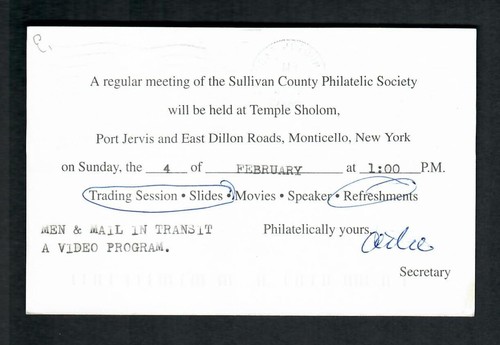 A regular meeting of the Sullivan County Philatelic Society
will be held at Temple Sholom,
Port Jervis and East Dillon Roads, Monticello, New York
on Sunday, the 4 of FEBRUARY at 1:00 P.M.
Trading Session • Slides • Movies • Speaker • Refreshments
MEN & MAIL IN TRANSIT
A VIDEO PROGRAM.
Philatelically yours,
Secretary